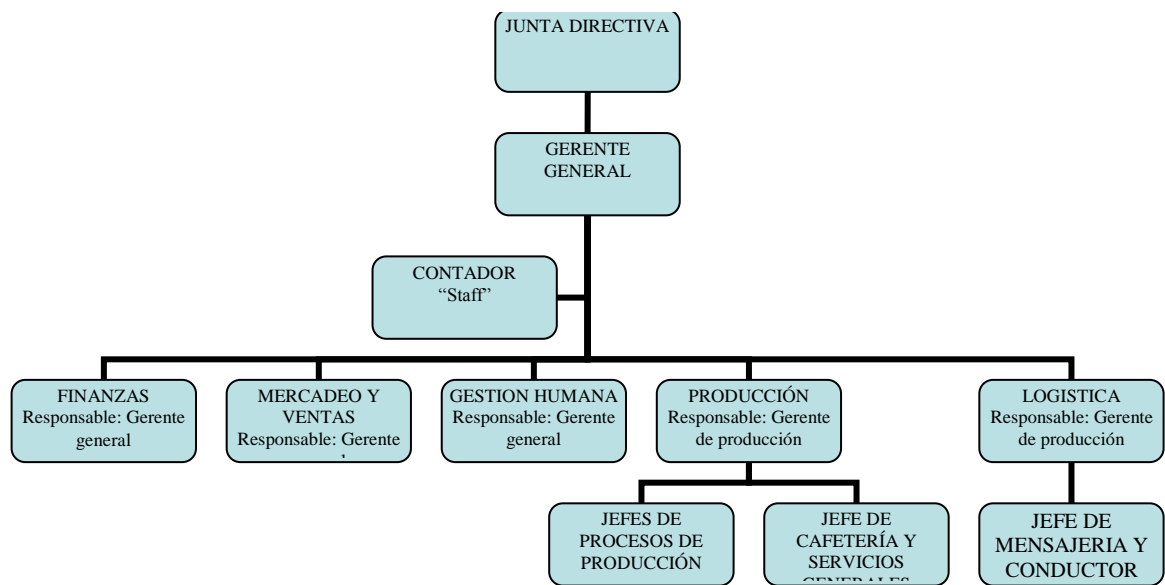 JUNTA DIRECTIVA
GERENTE
GENERAL
CONTADOR
“Staff”
FINANZAS
Responsable: Gerente
general
MERCADEO Y
VENTAS
Responsable: Gerente
GESTION HUMANA
Responsable: Gerente
general
PRODUCCIÓN
Responsable: Gerente
de producción
LOGISTICA
Responsable: Gerente
de producción
JEFES DE
PROCESOS DE
PRODUCCIÓN
JEFE DE
CAFETERÍA Y
SERVICIOS
GENERALES
JEFE DE
MENSAJERIA Y
CONDUCTOR